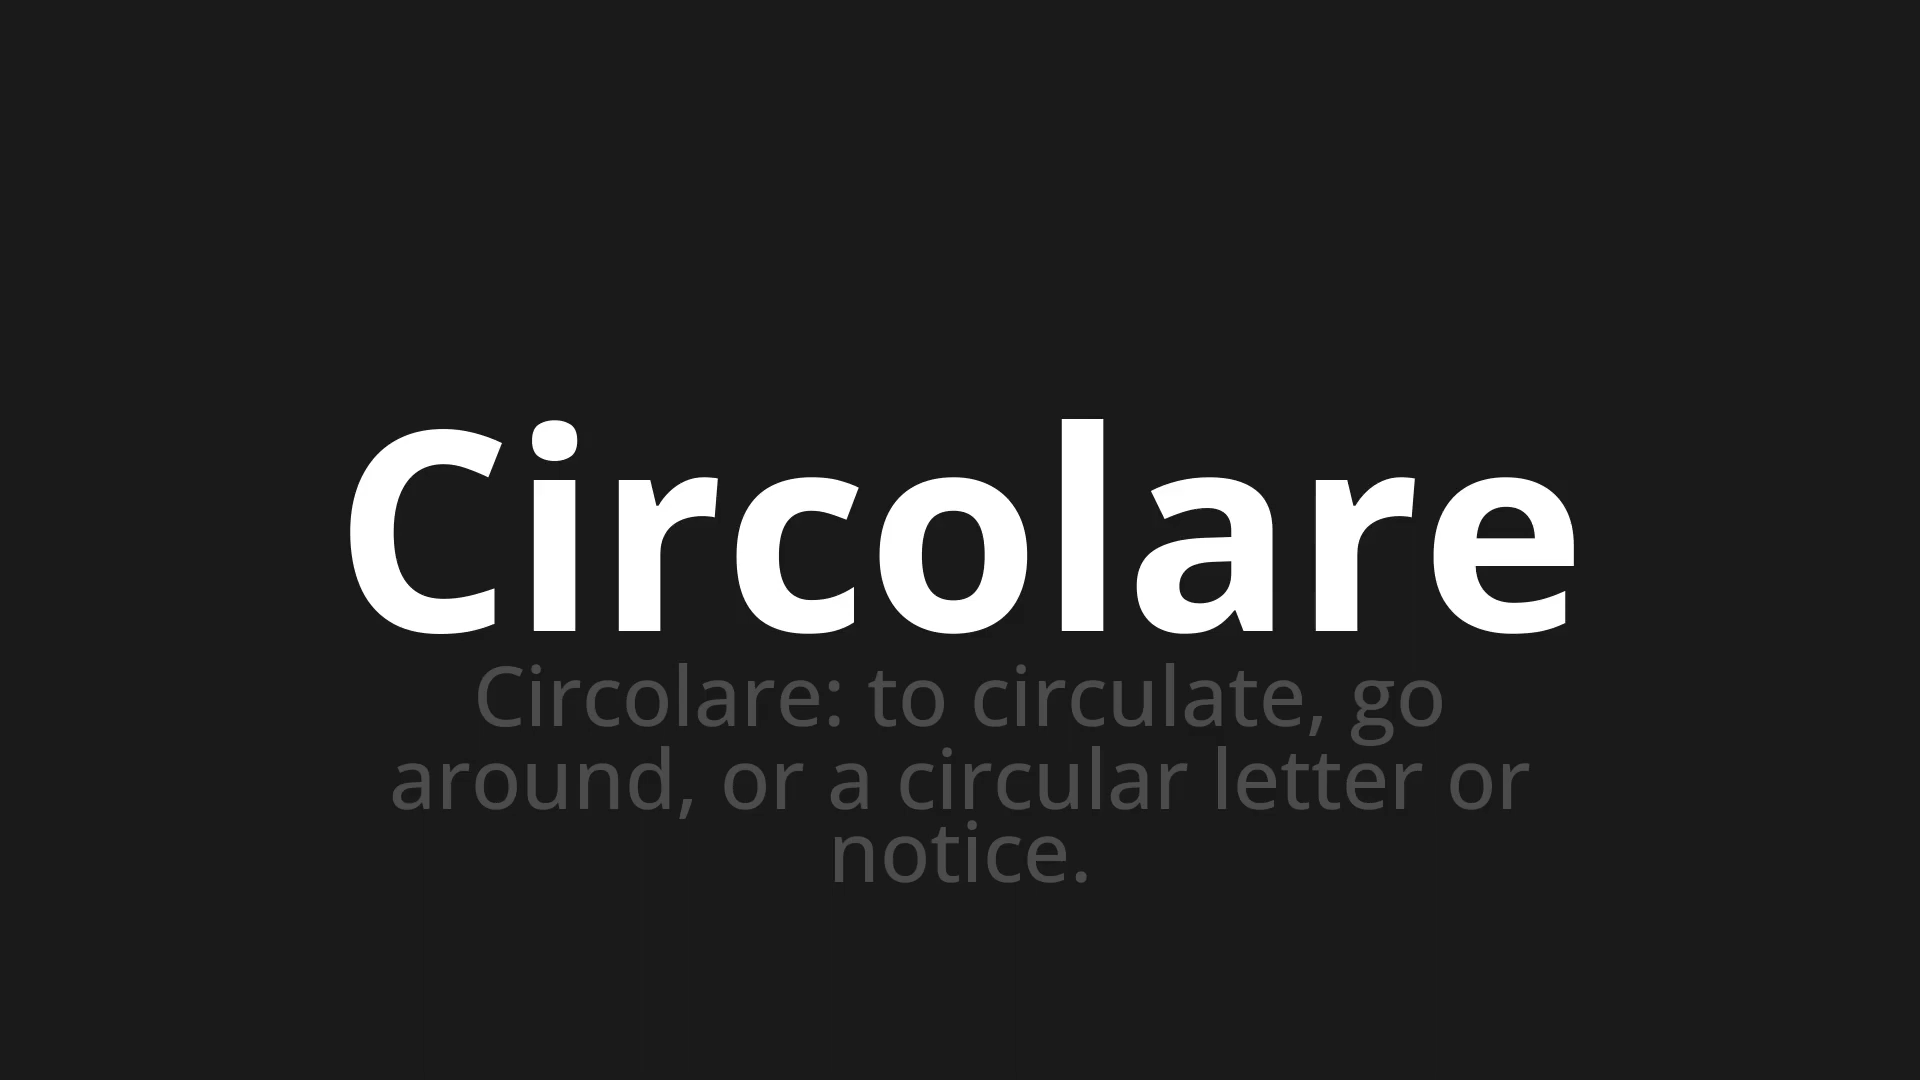 Circolare
Circolare: to circulate, go
around, or a circular letter or
notice.